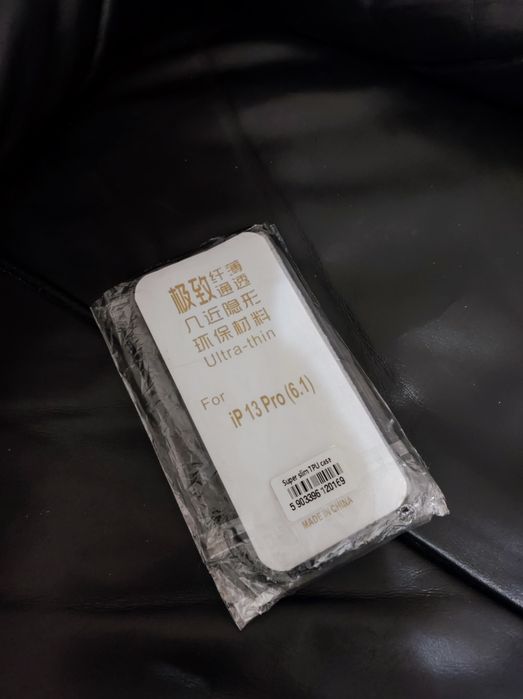 极致纤薄
通透
几近隐形
环保材料
Ultra-thin
For
iP 13 Pro (6.1)
Super slim TPU case
5 903396 120169
MADE IN CHINA